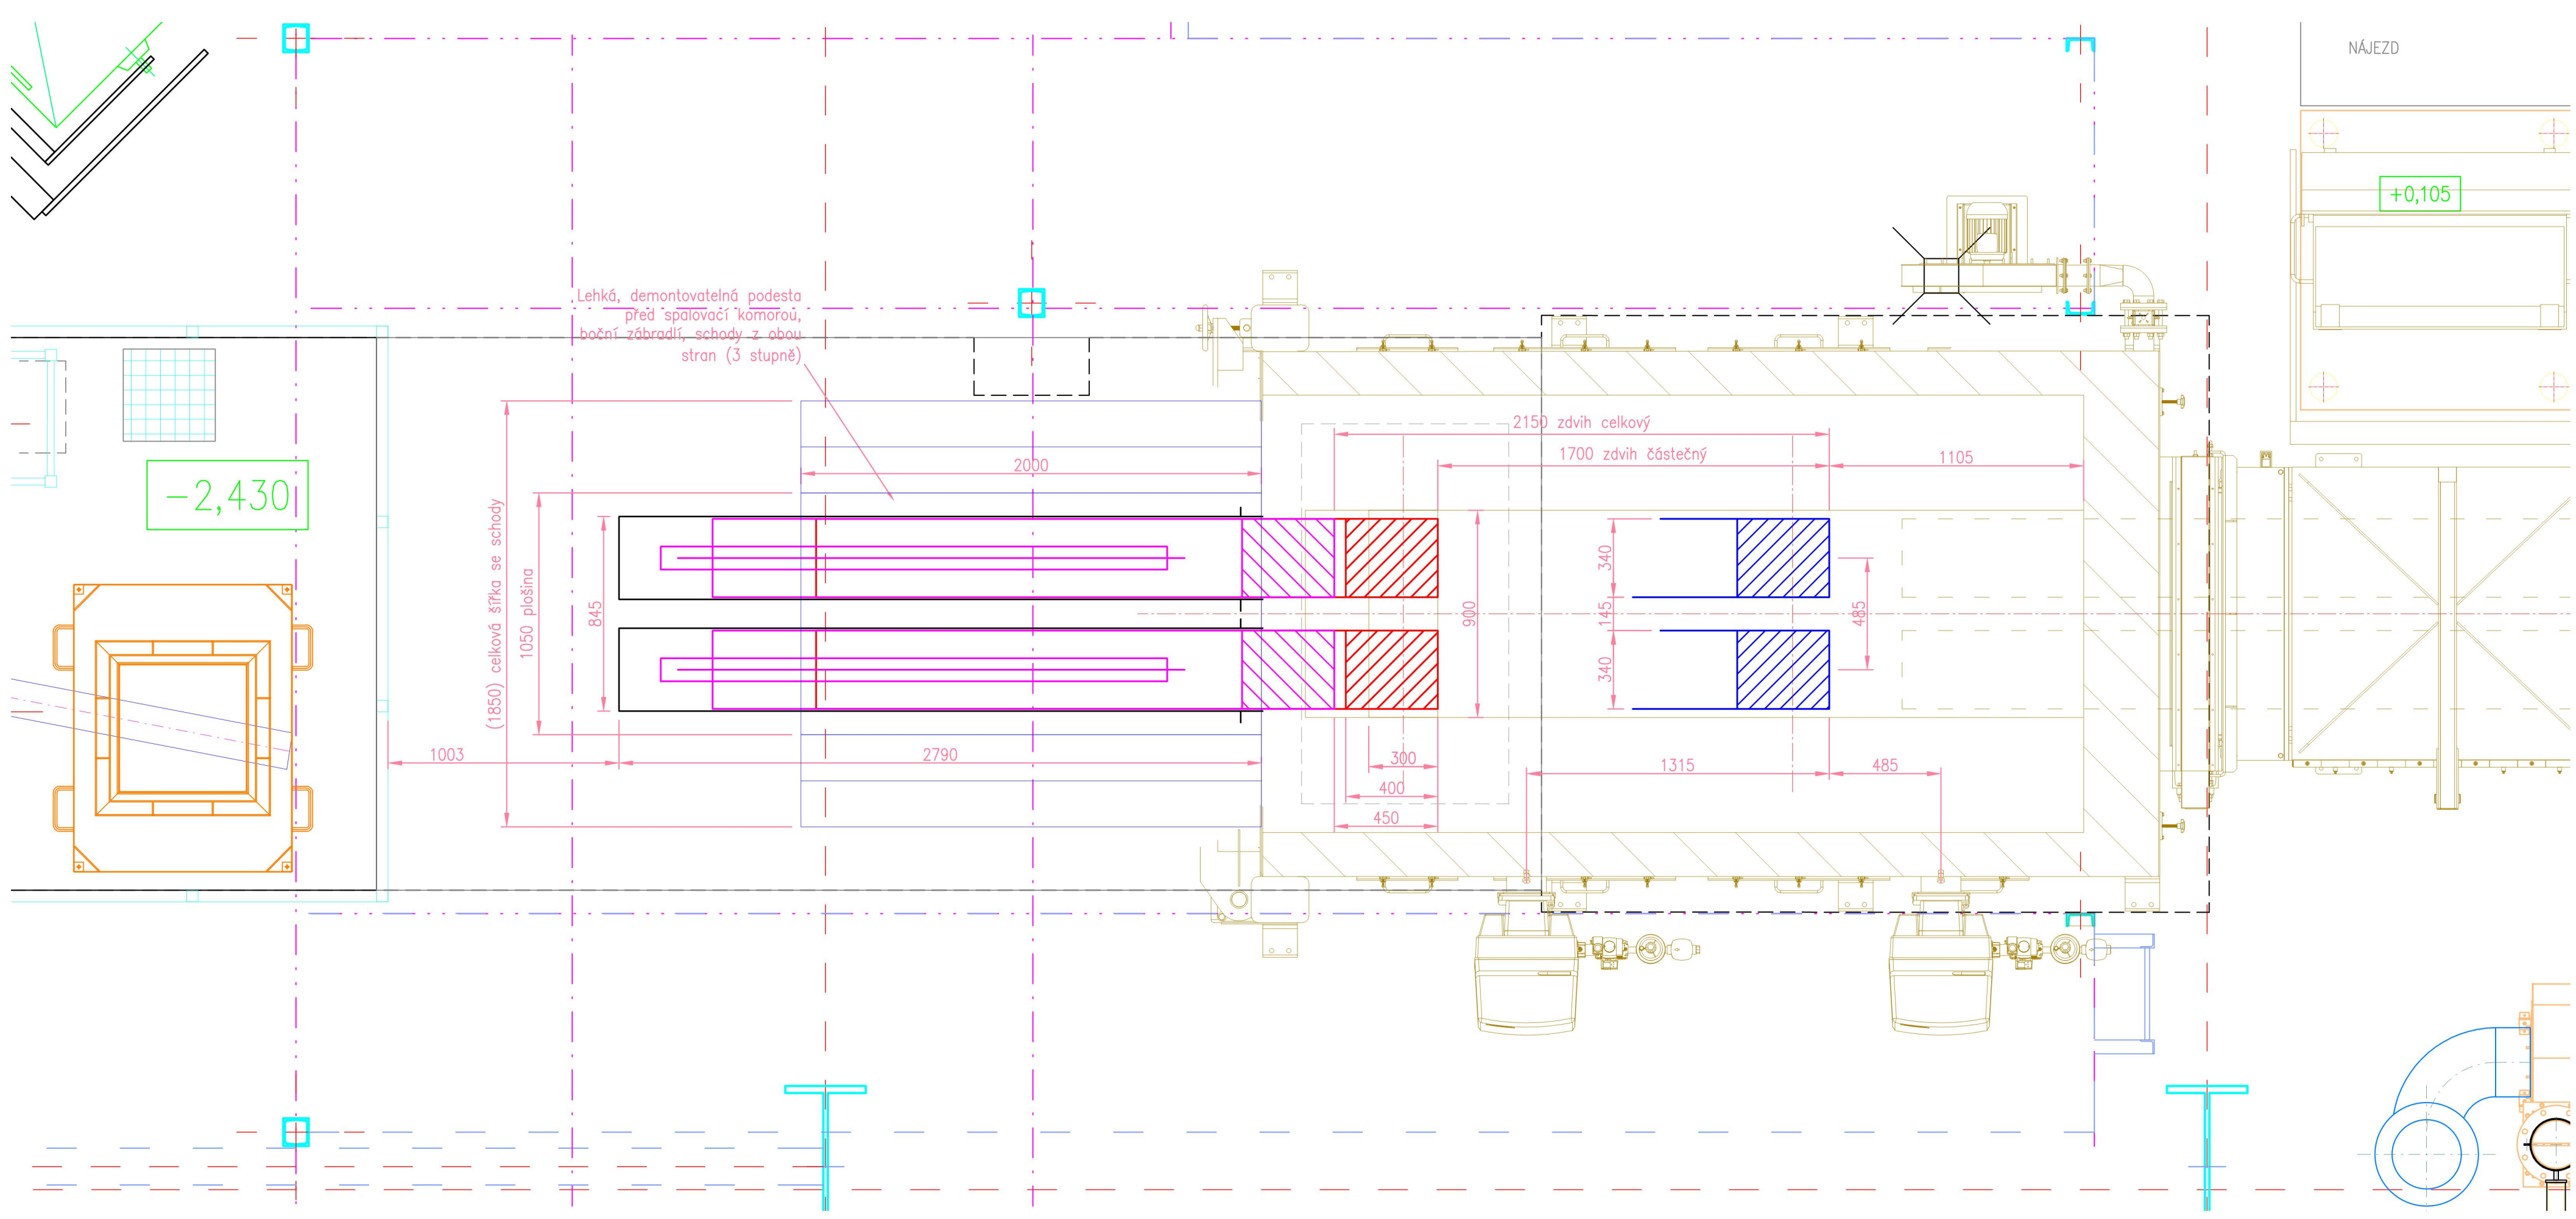 NÁJEZD
+0,105
Lehká, demontovatelná podesta
před spalovací komorou,
boční zábradlí, schody z obou
stran (3 stupně)
2150 zdvih celkový
1700 zdvih částečný
1105
2000
-2,430
(1850) celková šířka se schody
1050 plošina
845
340
145
340
900
485
1003
2790
300
400
450
1315
485